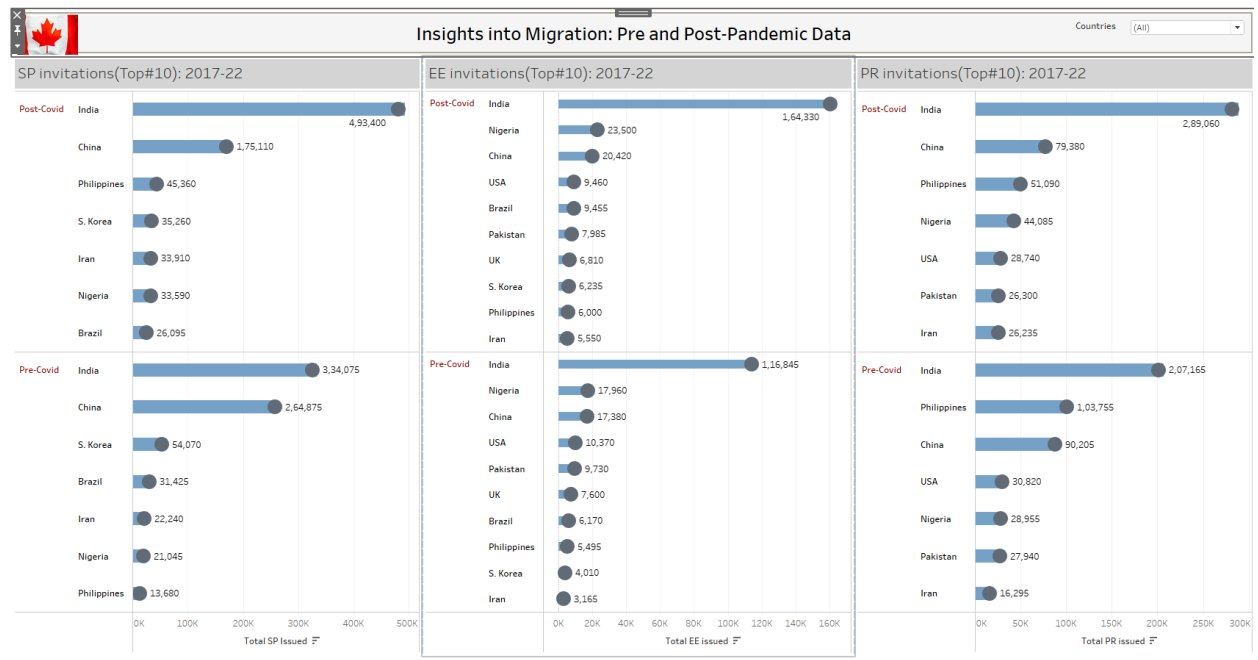 Insights into Migration: Pre and Post-Pandemic Data
Countries (All)
SP invitations(Top#10): 2017-22
Post-Covid India 4,93,400
China 1,75,110
Philippines 45,360
S. Korea 35,260
Iran 33,910
Nigeria 33,590
Brazil 26,095
Pre-Covid India 3,34,075
China 2,64,875
S. Korea 54,070
Brazil 31,425
Iran 22,240
Nigeria 21,045
Philippines 13,680
0K 100K 200K 300K 400K 500K
Total SP Issued
EE invitations(Top#10): 2017-22
Post-Covid India 1,64,330
Nigeria 23,500
China 20,420
USA 9,460
Brazil 9,455
Pakistan 7,985
UK 6,810
S. Korea 6,235
Philippines 6,000
Iran 5,550
Pre-Covid India 1,16,845
Nigeria 17,960
China 17,380
USA 10,370
Pakistan 9,730
UK 7,600
Brazil 6,170
Philippines 5,495
S. Korea 4,010
Iran 3,165
0K 20K 40K 60K 80K 100K 120K 140K 160K
Total EE issued
PR invitations(Top#10): 2017-22
Post-Covid India 2,89,060
China 79,380
Philippines 51,090
Nigeria 44,085
USA 28,740
Pakistan 26,300
Iran 26,235
Pre-Covid India 2,07,165
Philippines 1,03,755
China 90,205
USA 30,820
Nigeria 28,955
Pakistan 27,940
Iran 16,295
0K 50K 100K 150K 200K 250K 300K
Total PR issued